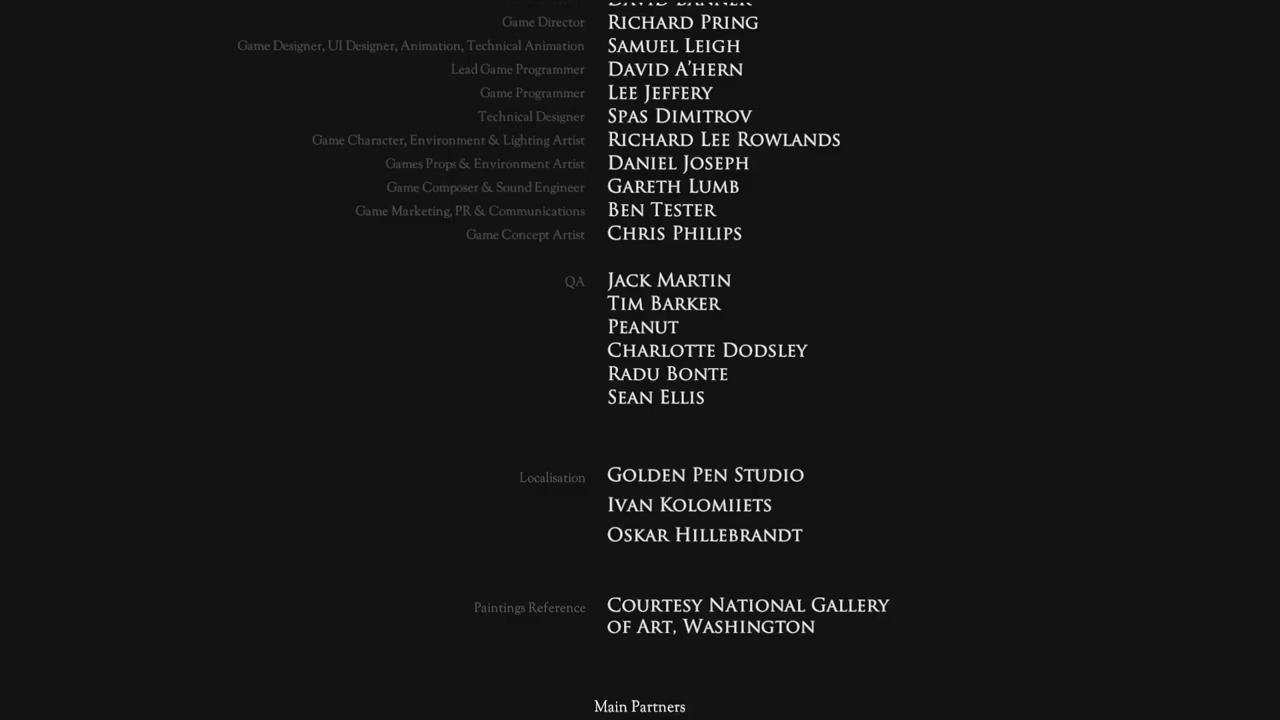 DAVID BANNER
Game Director RICHARD PRING
Game Designer, UI Designer, Animation, Technical Animation SAMUEL LEIGH
Lead Game Programmer DAVID A'HERN
Game Programmer LEE JEFFERY
Technical Designer SPAS DIMITROV
Game Character, Environment & Lighting Artist RICHARD LEE ROWLANDS
Games Props & Environment Artist DANIEL JOSEPH
Game Composer & Sound Engineer GARETH LUMB
Game Marketing, PR & Communications BEN TESTER
Game Concept Artist CHRIS PHILIPS
QA JACK MARTIN
TIM BARKER
PEANUT
CHARLOTTE DODSLEY
RADU BONTE
SEAN ELLIS
Localisation GOLDEN PEN STUDIO
IVAN KOLOMIIETS
OSKAR HILLEBRANDT
Paintings Reference COURTESY NATIONAL GALLERY
OF ART, WASHINGTON
Main Partners